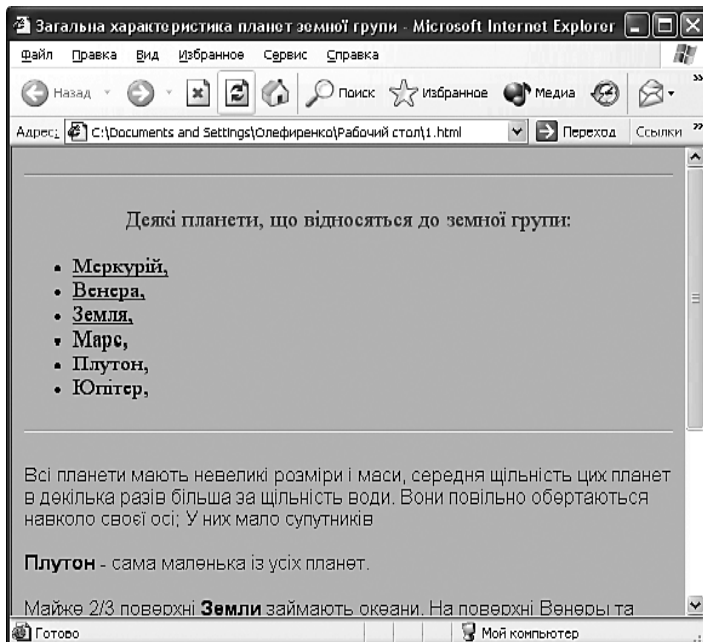 Загальна характеристика планет земної групи - Microsoft Internet Explorer
Файл Правка Вид Избранное Сервис Справка
Назад Поиск Избранное Медиа »
Адрес: C:\Documents and Settings\Олефиренко\Рабочий стол\1.html Переход Ссылки »
Деякі планети, що відносяться до земної групи:
• Меркурій,
• Венера,
• Земля,
• Марс,
• Плутон,
• Юпітер,
Всі планети мають невеликі розміри і маси, середня щільність цих планет
в декілька разів більша за щільність води. Вони повільно обертаються
навколо своєї осі; У них мало супутників
Плутон - сама маленька із усіх планет.
Майже 2/3 поверхні Земли займають океани. На поверхні Венеры та
Готово Мой компьютер